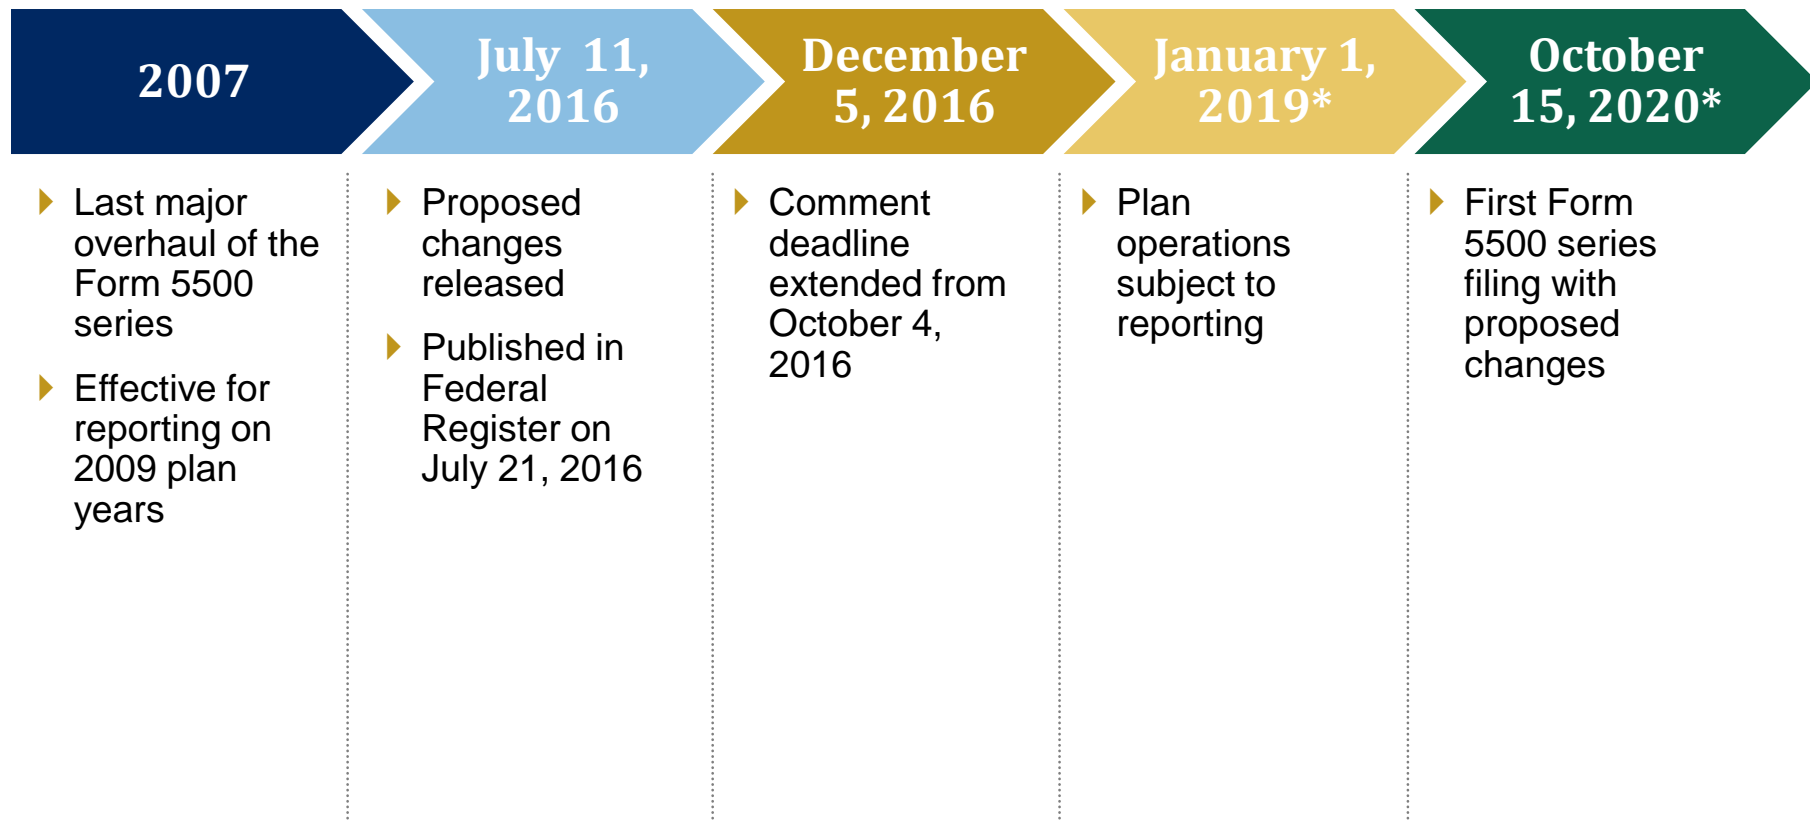 2007
Last major
overhaul of the
Form 5500
series
Effective for
reporting on
2009 plan
years
July 11,
2016
Proposed
changes
released
Published in
Federal
Register on
July 21, 2016
December
5, 2016
Comment
deadline
extended from
October 4,
2016
January 1,
2019*
Plan
operations
subject to
reporting
October
15, 2020*
First Form
5500 series
filing with
proposed
changes